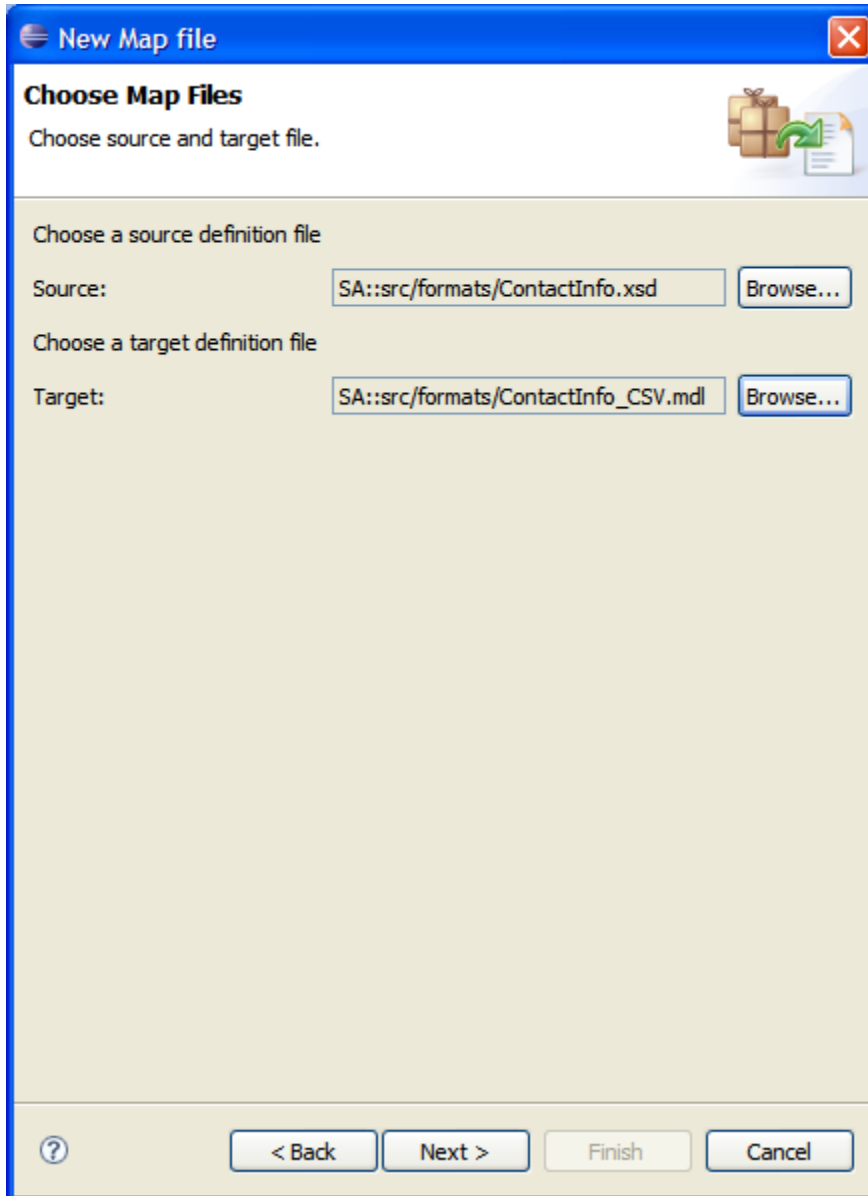 New Map file
Choose Map Files
Choose source and target file.
Choose a source definition file
Source: SA::src/formats/ContactInfo.xsd Browse...
Choose a target definition file
Target: SA::src/formats/ContactInfo_CSV.mdl Browse...
? < Back Next > Finish Cancel